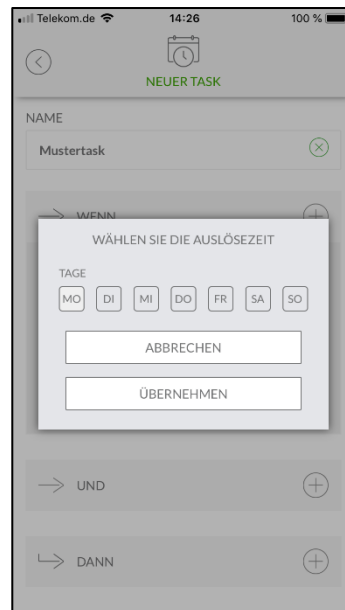 Telekom.de 14:26 100 %
NEUER TASK
NAME
Mustertask
WENN
WÄHLEN SIE DIE AUSLÖSEZEIT
TAGE
MO DI MI DO FR SA SO
ABBRECHEN
ÜBERNEHMEN
UND
DANN